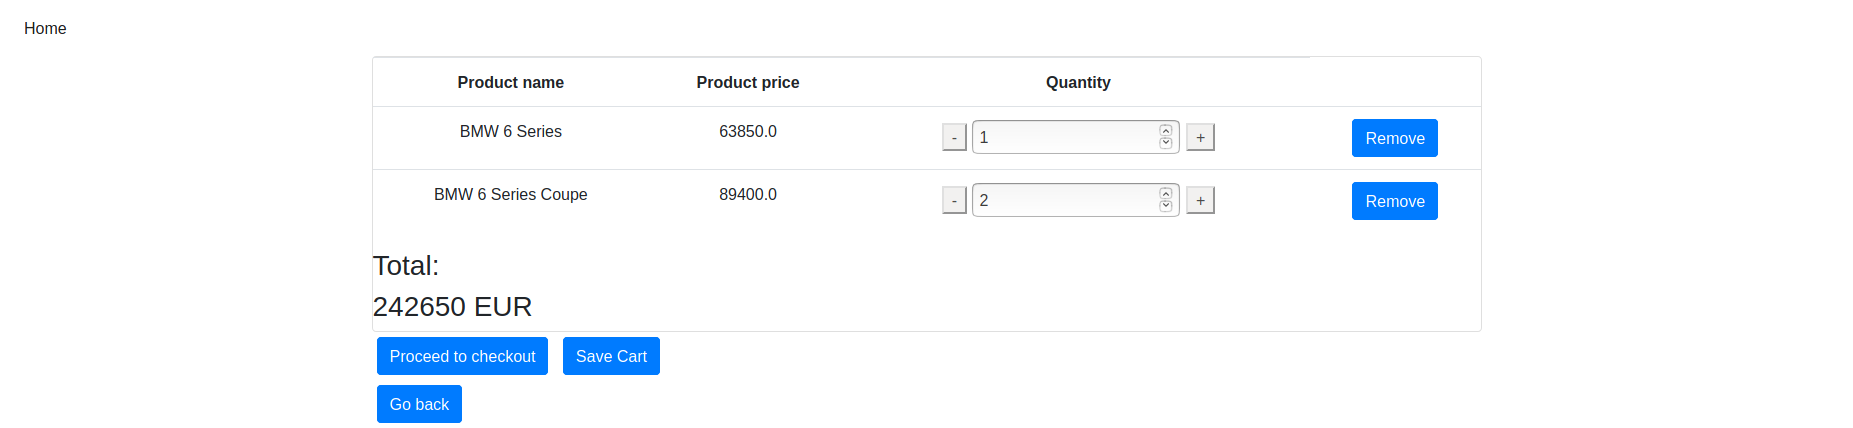 Home
Product name Product price Quantity
BMW 6 Series 63850.0 - 1 + Remove
BMW 6 Series Coupe 89400.0 - 2 + Remove
Total:
242650 EUR
Proceed to checkout Save Cart
Go back